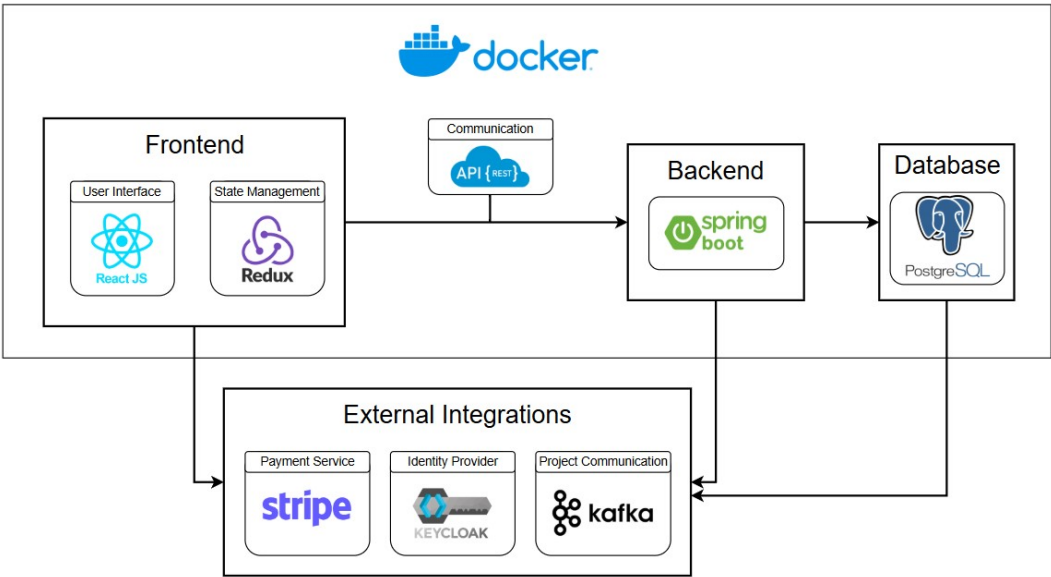 docker
Frontend
User Interface
React JS
State Management
Redux
Communication
API {REST}
Backend
spring
boot
Database
PostgreSQL
External Integrations
Payment Service
stripe
Identity Provider
KEYCLOAK
Project Communication
kafka